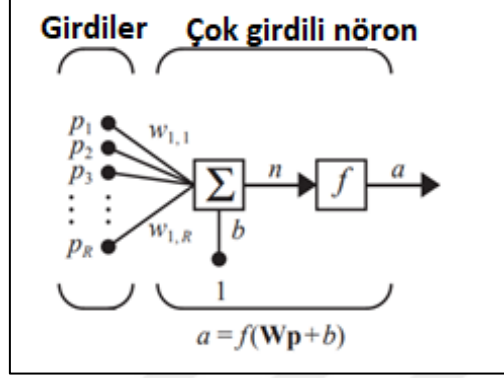 Girdiler Çok girdili nöron
p1 w1,1
p2
p3 Σ n f a
⋮ ⋮
pR w1,R b
1
a = f(Wp+b)